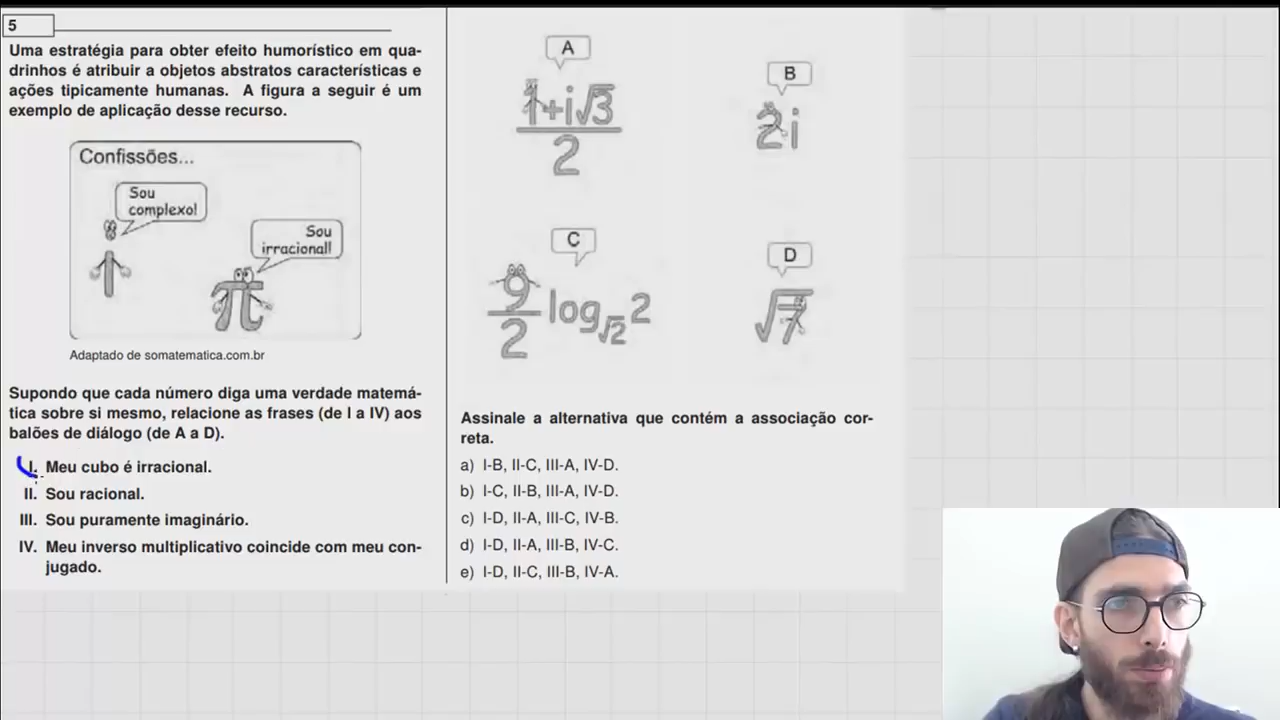 5
Uma estratégia para obter efeito humorístico em qua-
drinhos é atribuir a objetos abstratos características e
ações tipicamente humanas. A figura a seguir é um
exemplo de aplicação desse recurso.
Confissões...
Sou
complexo!
Sou
irracional!
i
π
Adaptado de somatematica.com.br
Supondo que cada número diga uma verdade matemá-
tica sobre si mesmo, relacione as frases (de I a IV) aos
balões de diálogo (de A a D).
I. Meu cubo é irracional.
II. Sou racional.
III. Sou puramente imaginário.
IV. Meu inverso multiplicativo coincide com meu con-
jugado.
A
1+i√3
2
B
2i
C
9
2
log√2 2
D
√7
Assinale a alternativa que contém a associação cor-
reta.
a) I-B, II-C, III-A, IV-D.
b) I-C, II-B, III-A, IV-D.
c) I-D, II-A, III-C, IV-B.
d) I-D, II-A, III-B, IV-C.
e) I-D, II-C, III-B, IV-A.